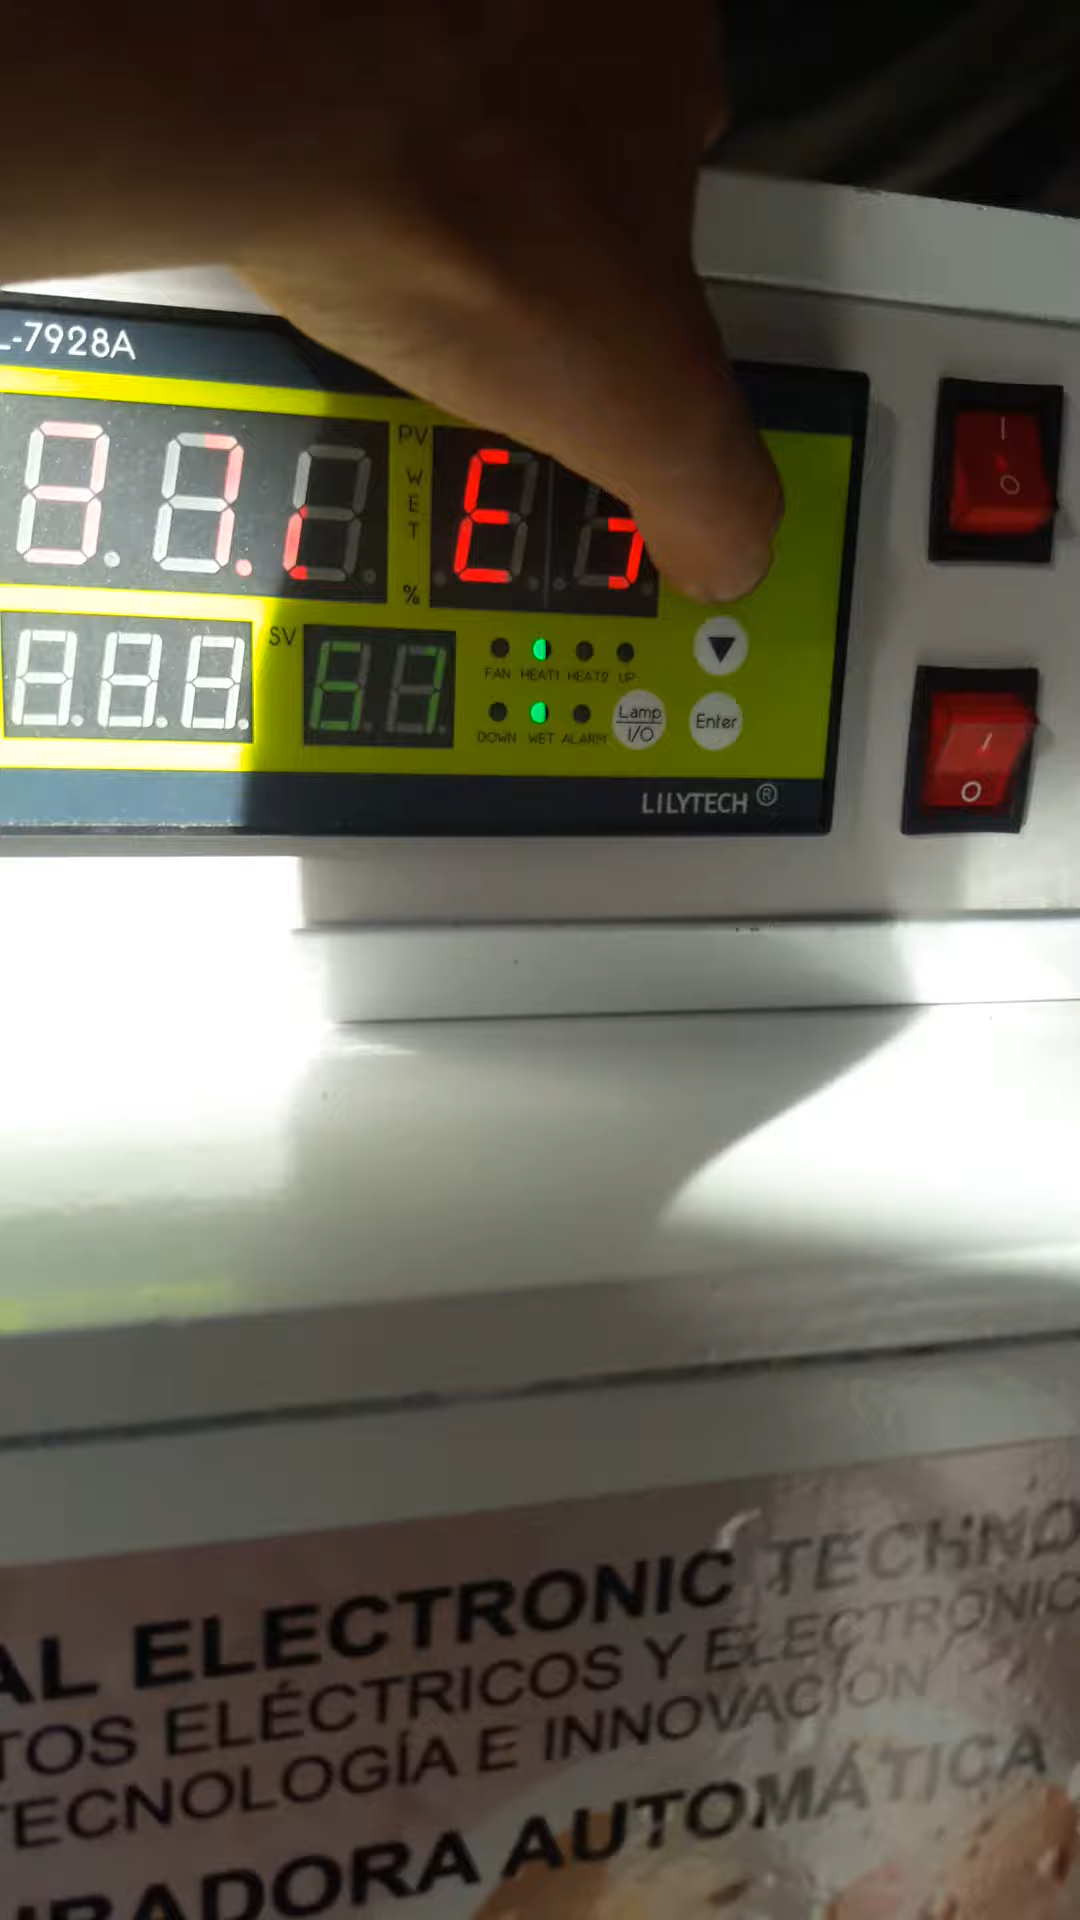 L-7928A
PV
WET
%
SV
FAN HEAT1 HEAT2 UP
DOWN WET ALARM
Lamp
I/O
Enter
LILYTECH ®
I
O
I
O
AL ELECTRONIC TECHNO
TOS ELÉCTRICOS Y ELECTRONIC
TECNOLOGÍA E INNOVACIÓN
UBADORA AUTOMÁTICA